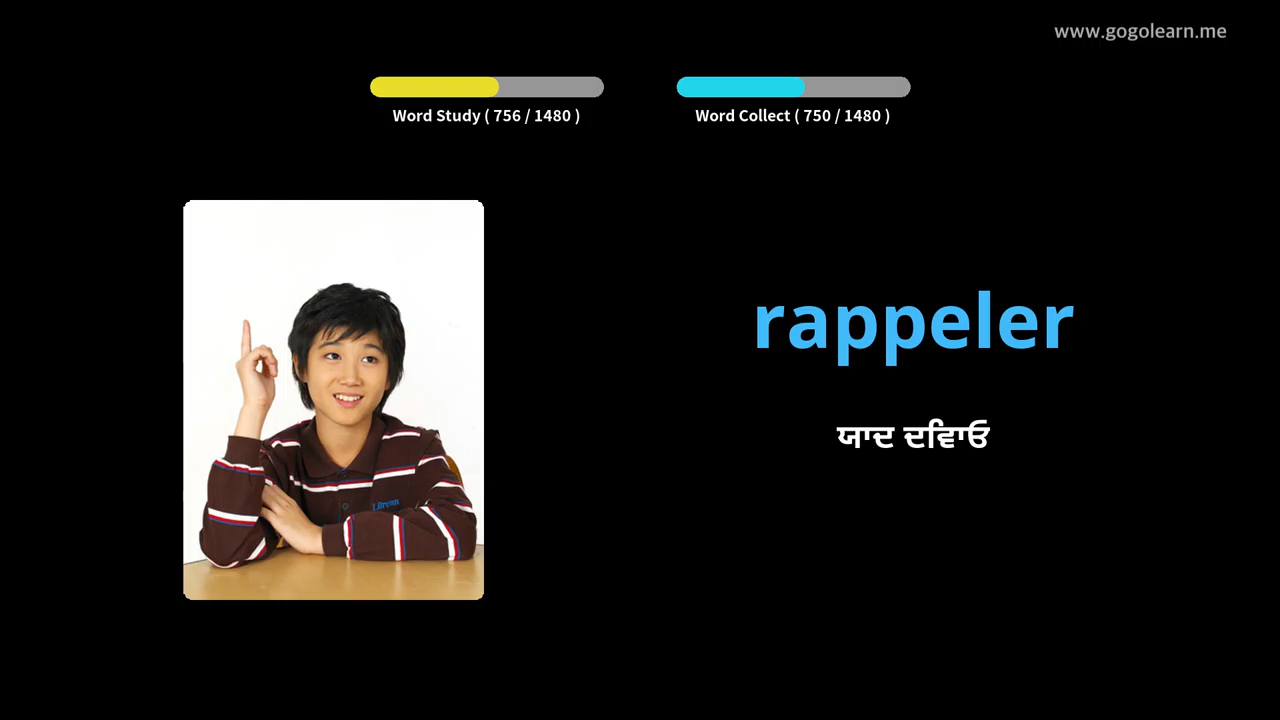 www.gogolearn.me
Word Study ( 756 / 1480 )
Word Collect ( 750 / 1480 )
rappeler
ਯਾਦ ਦਵਿਾਓ